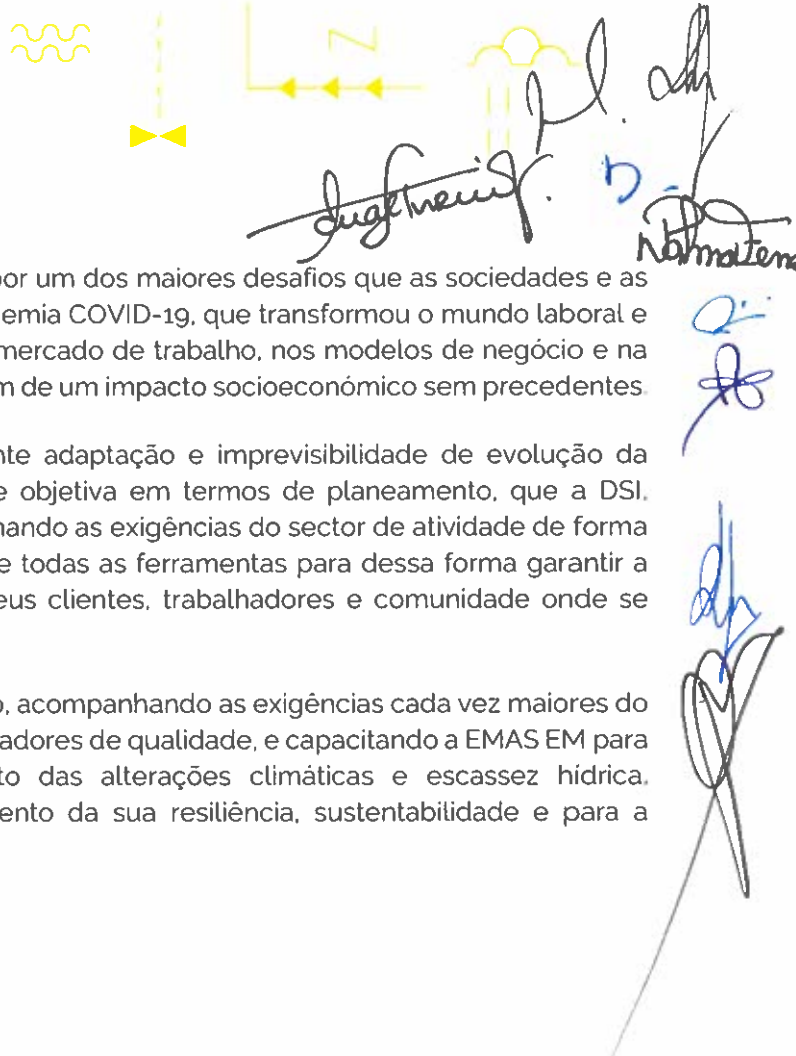 por um dos maiores desafios que as sociedades e as
emia COVID-19, que transformou o mundo laboral e
mercado de trabalho, nos modelos de negócio e na
m de um impacto socioeconómico sem precedentes.
nte adaptação e imprevisibilidade de evolução da
e objetiva em termos de planeamento, que a DSI,
nando as exigências do sector de atividade de forma
e todas as ferramentas para dessa forma garantir a
eus clientes, trabalhadores e comunidade onde se
o, acompanhando as exigências cada vez maiores do
adores de qualidade, e capacitando a EMAS EM para
to das alterações climáticas e escassez hídrica,
ento da sua resiliência, sustentabilidade e para a